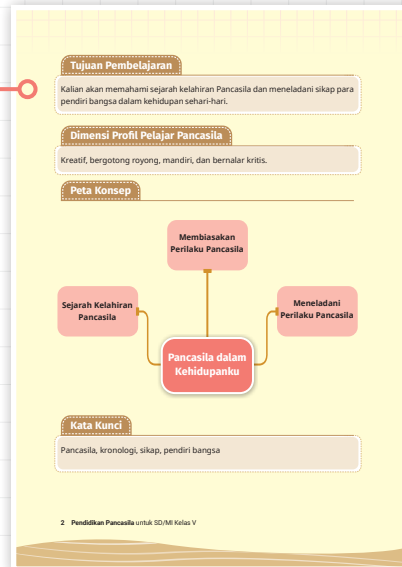 Tujuan Pembelajaran
Kalian akan memahami sejarah kelahiran Pancasila dan meneladani sikap para
pendiri bangsa dalam kehidupan sehari-hari.
Dimensi Profil Pelajar Pancasila
Kreatif, bergotong royong, mandiri, dan bernalar kritis.
Peta Konsep
Membiasakan
Perilaku Pancasila
Sejarah Kelahiran
Pancasila
Meneladani
Perilaku Pancasila
Pancasila dalam
Kehidupanku
Kata Kunci
Pancasila, kronologi, sikap, pendiri bangsa
2 Pendidikan Pancasila untuk SD/MI Kelas V